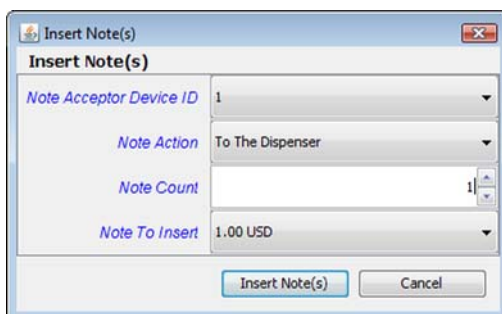 Insert Note(s)
Insert Note(s)
Note Acceptor Device ID 1
Note Action To The Dispenser
Note Count 1
Note To Insert 1.00 USD
Insert Note(s) Cancel